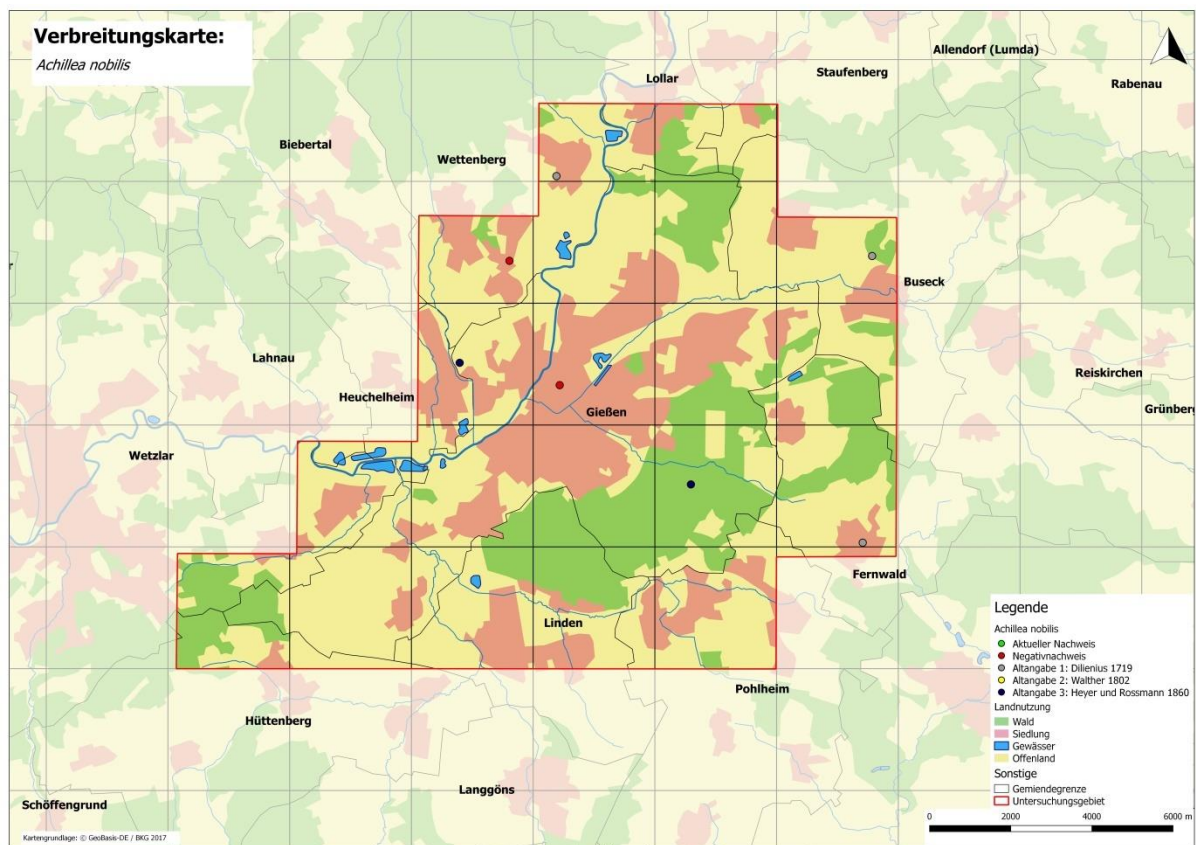 Verbreitungskarte:
Achillea nobilis
Allendorf (Lumda)
Staufenberg
Lollar
Rabenau
Biebertal
Wettenberg
Buseck
Lahnau
Reiskirchen
Heuchelheim
Grünberg
Gießen
Wetzlar
Fernwald
Linden
Pohlheim
Hüttenberg
Langgöns
Schöffengrund
Legende
Achillea nobilis
Aktueller Nachweis
Negativnachweis
Altangabe 1: Dillenius 1719
Altangabe 2: Walther 1802
Altangabe 3: Heyer und Rossmann 1860
Landnutzung
Wald
Siedlung
Gewässer
Offenland
Sonstige
Gemiendegrenze
Untersuchungsgebiet
0 2000 4000 6000 m
Kartengrundlage: © GeoBasis-DE / BKG 2017